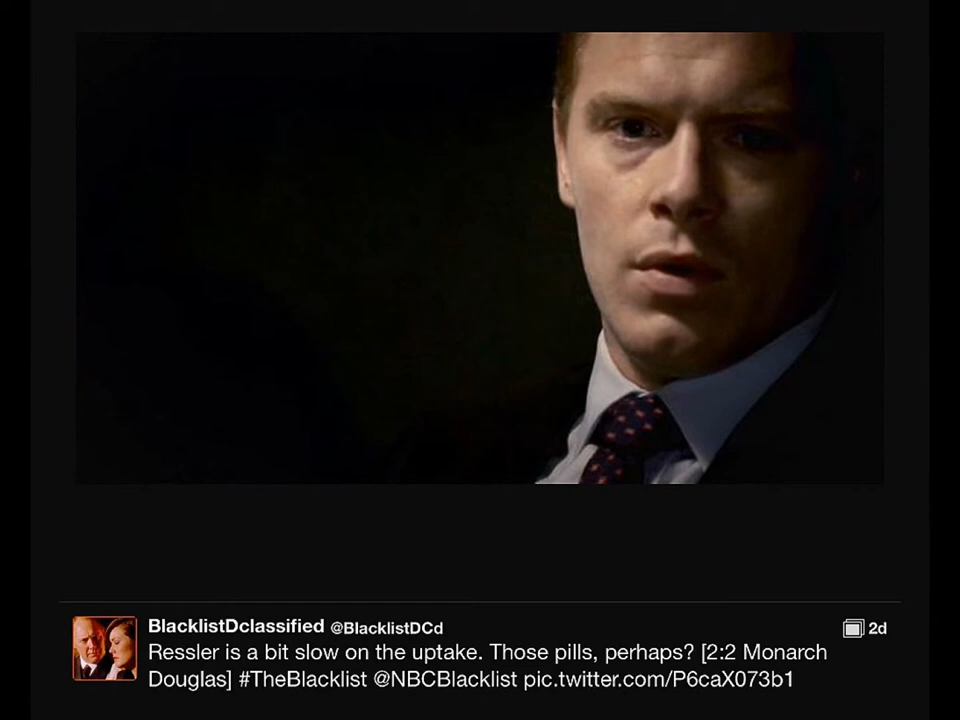 BlacklistDclassified @BlacklistDCd 2d
Ressler is a bit slow on the uptake. Those pills, perhaps? [2:2 Monarch
Douglas] #TheBlacklist @NBCBlacklist pic.twitter.com/P6caX073b1